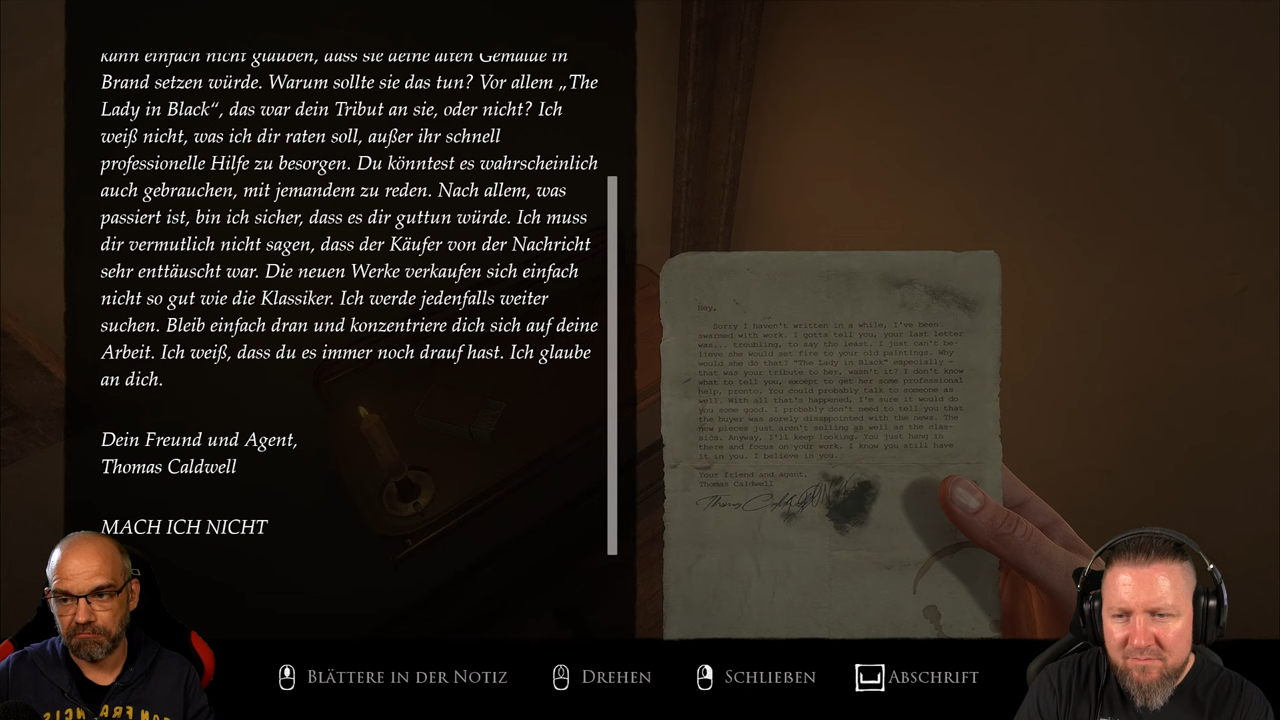 kann einfach nicht glauben, dass sie deine alten Gemälde in
Brand setzen würde. Warum sollte sie das tun? Vor allem „The
Lady in Black“, das war dein Tribut an sie, oder nicht? Ich
weiß nicht, was ich dir raten soll, außer ihr schnell
professionelle Hilfe zu besorgen. Du könntest es wahrscheinlich
auch gebrauchen, mit jemandem zu reden. Nach allem, was
passiert ist, bin ich sicher, dass es dir guttun würde. Ich muss
dir vermutlich nicht sagen, dass der Käufer von der Nachricht
sehr enttäuscht war. Die neuen Werke verkaufen sich einfach
nicht so gut wie die Klassiker. Ich werde jedenfalls weiter
suchen. Bleib einfach dran und konzentriere dich sich auf deine
Arbeit. Ich weiß, dass du es immer noch drauf hast. Ich glaube
an dich.
Dein Freund und Agent,
Thomas Caldwell
MACH ICH NICHT
Hey,
Sorry I haven't written in a while, I've been
swarmed with work. I gotta tell you, your last letter
was... troubling, to say the least. I just can't be-
lieve she would set fire to your old paintings. Why
would she do that? "The Lady in Black" especially -
that was your tribute to her, wasn't it? I don't know
what to tell you, except to get her some professional
help, pronto. You could probably talk to someone as
well. With all that's happened, I'm sure it would do
you some good. I probably don't need to tell you that
the buyer was sorely disappointed with the news. The
new pieces just aren't selling as well as the clas-
sics. Anyway, I'll keep looking. You just hang in
there and focus on your work. I know you still have
it in you. I believe in you.
Your friend and agent,
Thomas Caldwell
BLÄTTERE IN DER NOTIZ
DREHEN
SCHLIEßEN
ABSCHRIFT